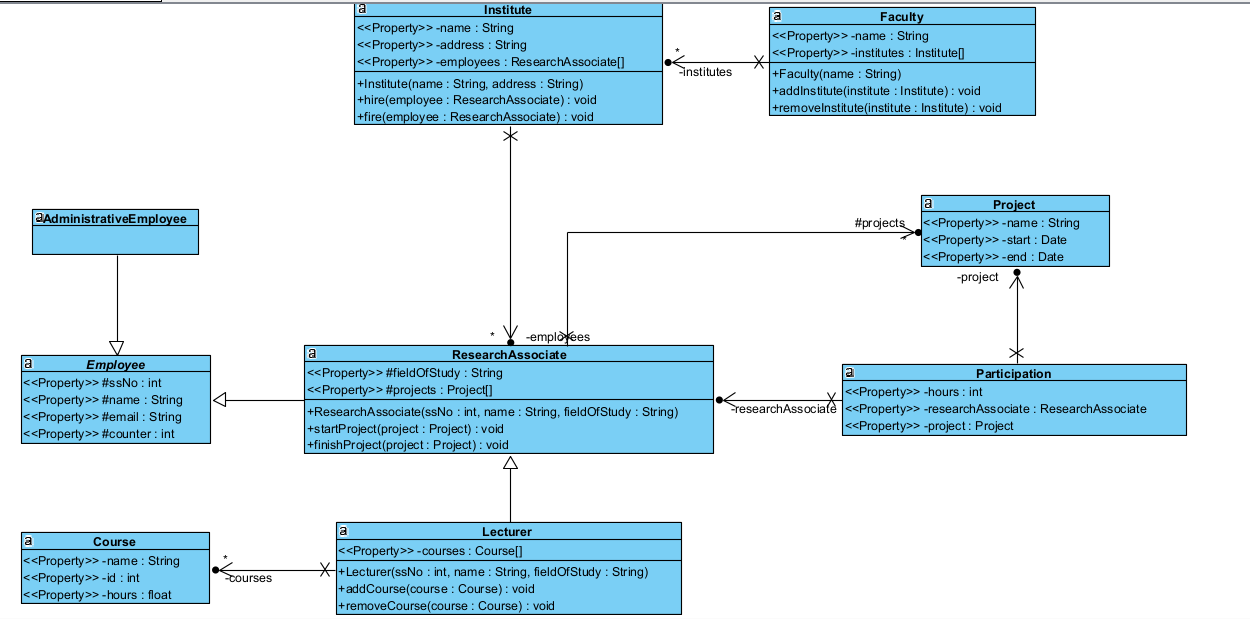 a
Institute
<<Property>> -name : String
<<Property>> -address : String
<<Property>> -employees : ResearchAssociate[]
+Institute(name : String, address : String)
+hire(employee : ResearchAssociate) : void
+fire(employee : ResearchAssociate) : void
a
Faculty
<<Property>> -name : String
<<Property>> -institutes : Institute[]
+Faculty(name : String)
+addInstitute(institute : Institute) : void
+removeInstitute(institute : Institute) : void
*
-institutes
a
AdministrativeEmployee
#projects
*
a
Project
<<Property>> -name : String
<<Property>> -start : Date
<<Property>> -end : Date
-project
*
-employees
a
Employee
<<Property>> #ssNo : int
<<Property>> #name : String
<<Property>> #email : String
<<Property>> #counter : int
a
ResearchAssociate
<<Property>> #fieldOfStudy : String
<<Property>> #projects : Project[]
+ResearchAssociate(ssNo : int, name : String, fieldOfStudy : String)
+startProject(project : Project) : void
+finishProject(project : Project) : void
-researchAssociate
a
Participation
<<Property>> -hours : int
<<Property>> -researchAssociate : ResearchAssociate
<<Property>> -project : Project
a
Course
<<Property>> -name : String
<<Property>> -id : int
<<Property>> -hours : float
*
-courses
a
Lecturer
<<Property>> -courses : Course[]
+Lecturer(ssNo : int, name : String, fieldOfStudy : String)
+addCourse(course : Course) : void
+removeCourse(course : Course) : void